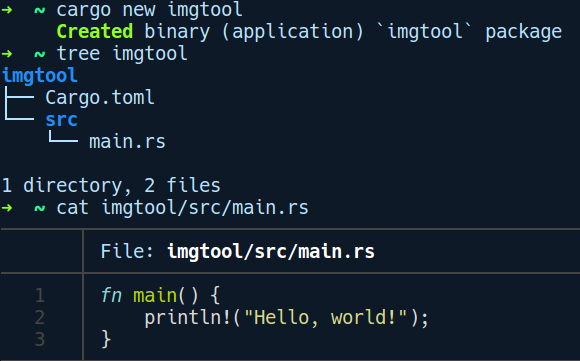 ➜  ~ cargo new imgtool
     Created binary (application) `imgtool` package
➜  ~ tree imgtool
imgtool
├── Cargo.toml
└── src
    └── main.rs

1 directory, 2 files
➜  ~ cat imgtool/src/main.rs
File: imgtool/src/main.rs
1 fn main() {
2     println!("Hello, world!");
3 }